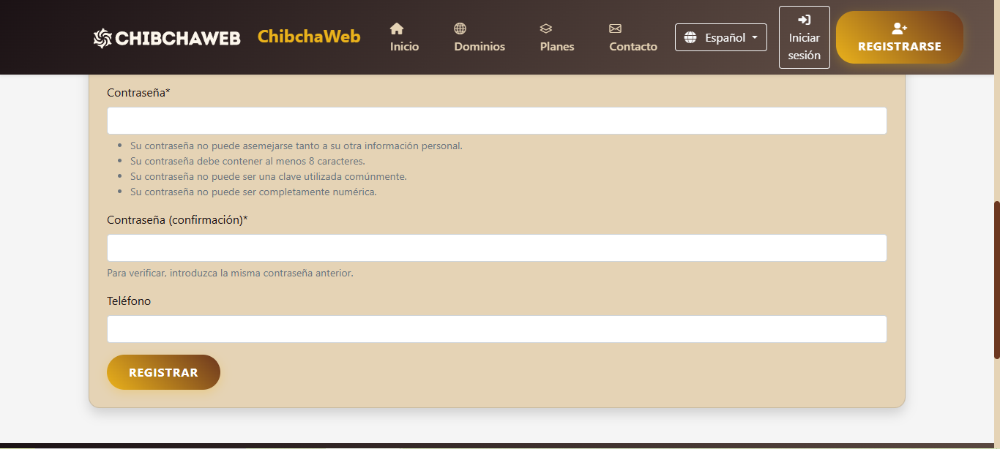 CHIBCHAWEB
ChibchaWeb
Inicio
Dominios
Planes
Contacto
Español
Iniciar
sesión
REGISTRARSE
Contraseña*
Su contraseña no puede asemejarse tanto a su otra información personal.
Su contraseña debe contener al menos 8 caracteres.
Su contraseña no puede ser una clave utilizada comúnmente.
Su contraseña no puede ser completamente numérica.
Contraseña (confirmación)*
Para verificar, introduzca la misma contraseña anterior.
Teléfono
REGISTRAR